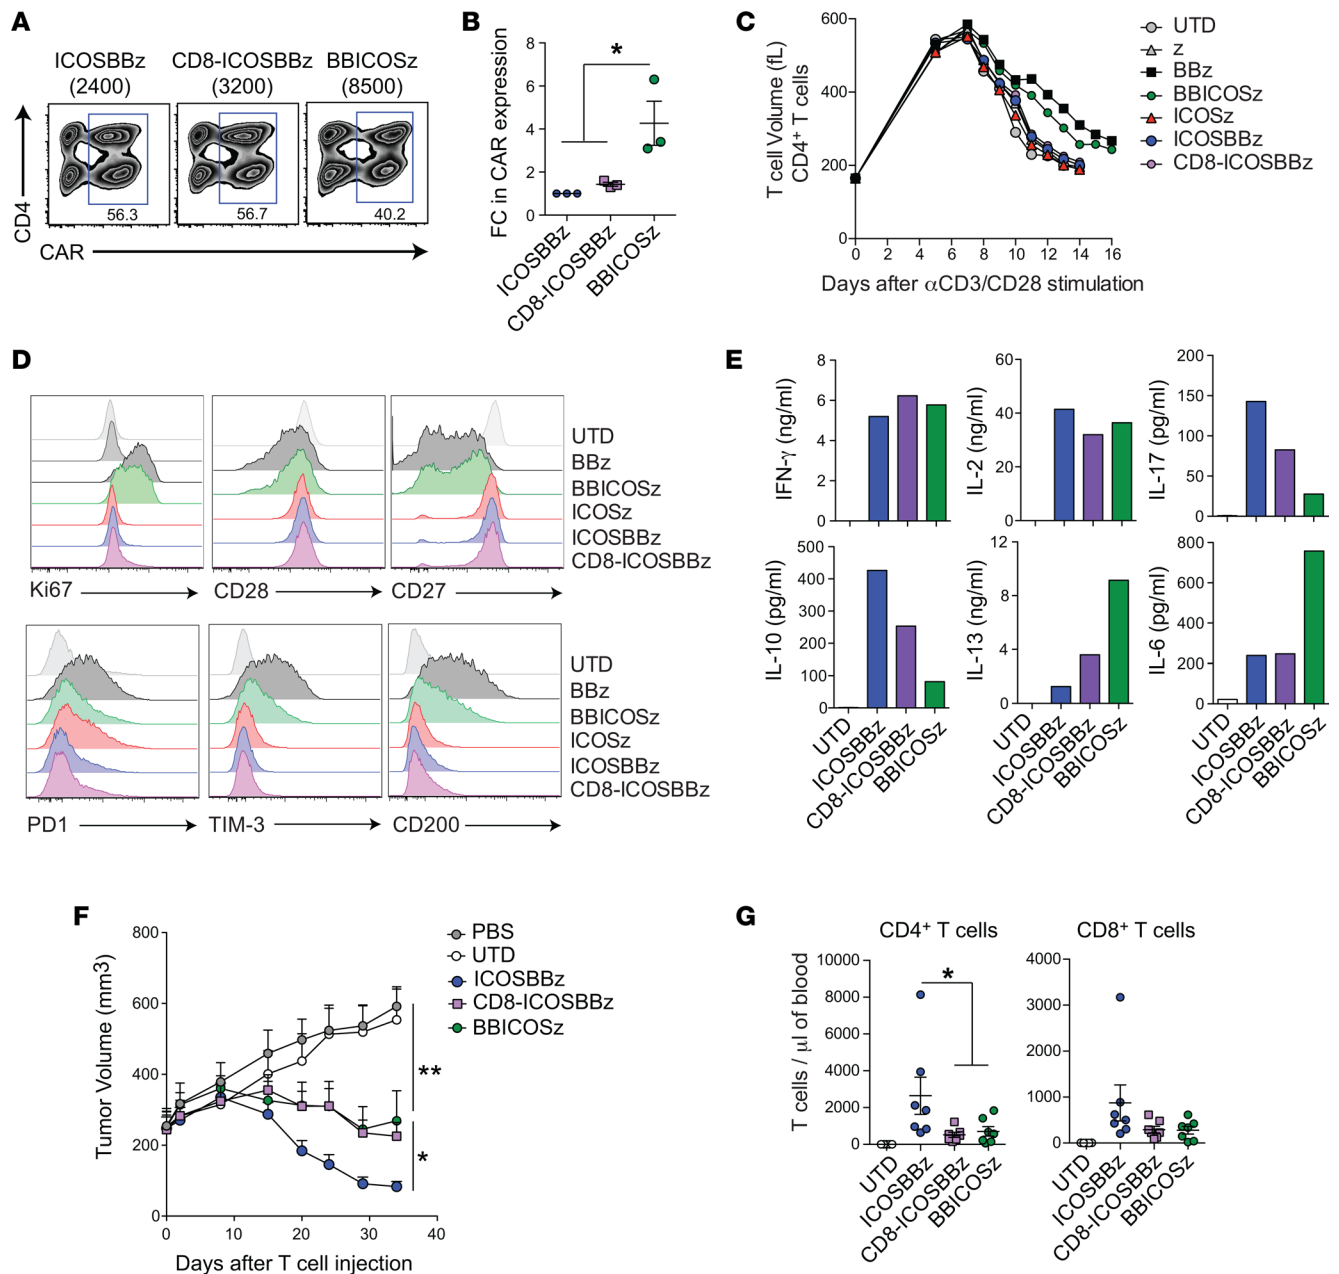 A
ICOSBBz
(2400)
CD8-ICOSBBz
(3200)
BBICOSz
(8500)
56.3
56.7
40.2
CD4
CAR
B
FC in CAR expression
8
6
4
2
0
*
ICOSBBz
CD8-ICOSBBz
BBICOSz
C
T cell Volume (fL)
CD4+ T cells
600
400
200
0
0 2 4 6 8 10 12 14 16
Days after αCD3/CD28 stimulation
UTD
z
BBz
BBICOSz
ICOSz
ICOSBBz
CD8-ICOSBBz
D
UTD
BBz
BBICOSz
ICOSz
ICOSBBz
CD8-ICOSBBz
Ki67
CD28
CD27
UTD
BBz
BBICOSz
ICOSz
ICOSBBz
CD8-ICOSBBz
PD1
TIM-3
CD200
E
IFN-γ (ng/ml)
8
6
4
2
0
IL-2 (ng/ml)
60
40
20
0
IL-17 (pg/ml)
200
150
100
50
0
IL-10 (pg/ml)
500
400
300
200
100
0
UTD
ICOSBBz
CD8-ICOSBBz
BBICOSz
IL-13 (ng/ml)
12
8
4
0
UTD
ICOSBBz
CD8-ICOSBBz
BBICOSz
IL-6 (pg/ml)
800
600
400
200
0
UTD
ICOSBBz
CD8-ICOSBBz
BBICOSz
F
Tumor Volume (mm3)
800
600
400
200
0
0 10 20 30 40
Days after T cell injection
PBS
UTD
ICOSBBz
CD8-ICOSBBz
BBICOSz
**
*
G
CD4+ T cells
T cells / μl of blood
10000
8000
6000
4000
2000
0
*
UTD
ICOSBBz
CD8-ICOSBBz
BBICOSz
CD8+ T cells
4000
3000
2000
1000
0
UTD
ICOSBBz
CD8-ICOSBBz
BBICOSz